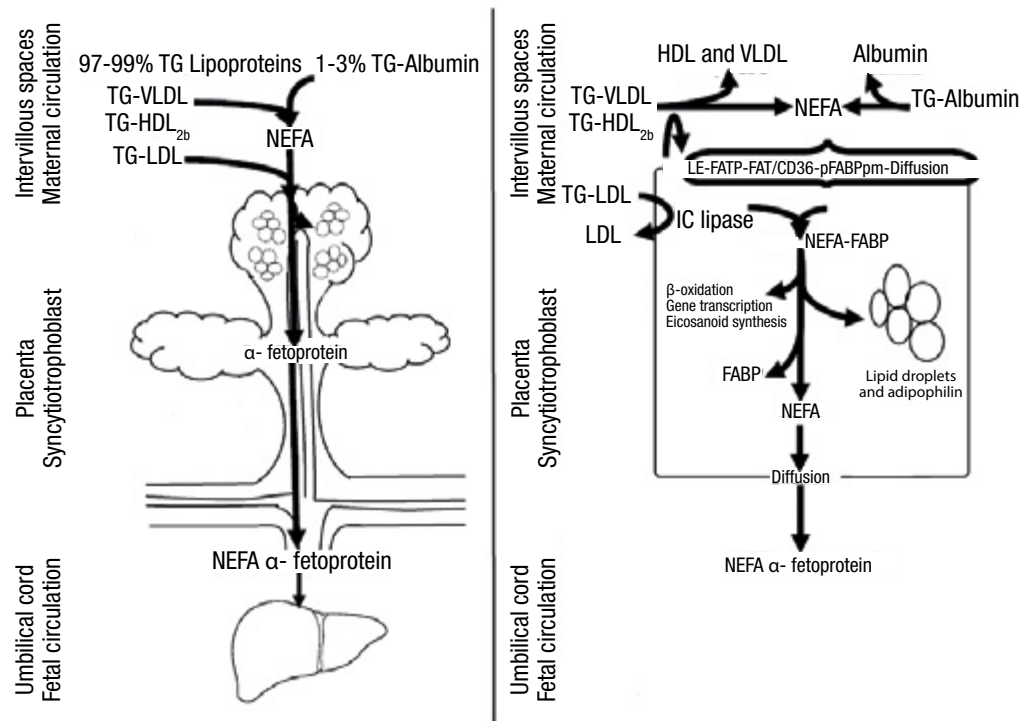 Intervillous spaces
Maternal circulation
97-99% TG Lipoproteins
1-3% TG-Albumin
TG-VLDL
TG-HDL2b
NEFA
TG-LDL
Placenta
Syncytiotrophoblast
α- fetoprotein
Umbilical cord
Fetal circulation
NEFA α- fetoprotein
Intervillous spaces
Maternal circulation
HDL and VLDL
Albumin
TG-VLDL
TG-HDL2b
NEFA
TG-Albumin
LE-FATP-FAT/CD36-pFABPpm-Diffusion
TG-LDL
LDL
IC lipase
NEFA-FABP
Placenta
Syncytiotrophoblast
β-oxidation
Gene transcription
Eicosanoid synthesis
FABP
Lipid droplets
and adipophilin
NEFA
Diffusion
Umbilical cord
Fetal circulation
NEFA α- fetoprotein